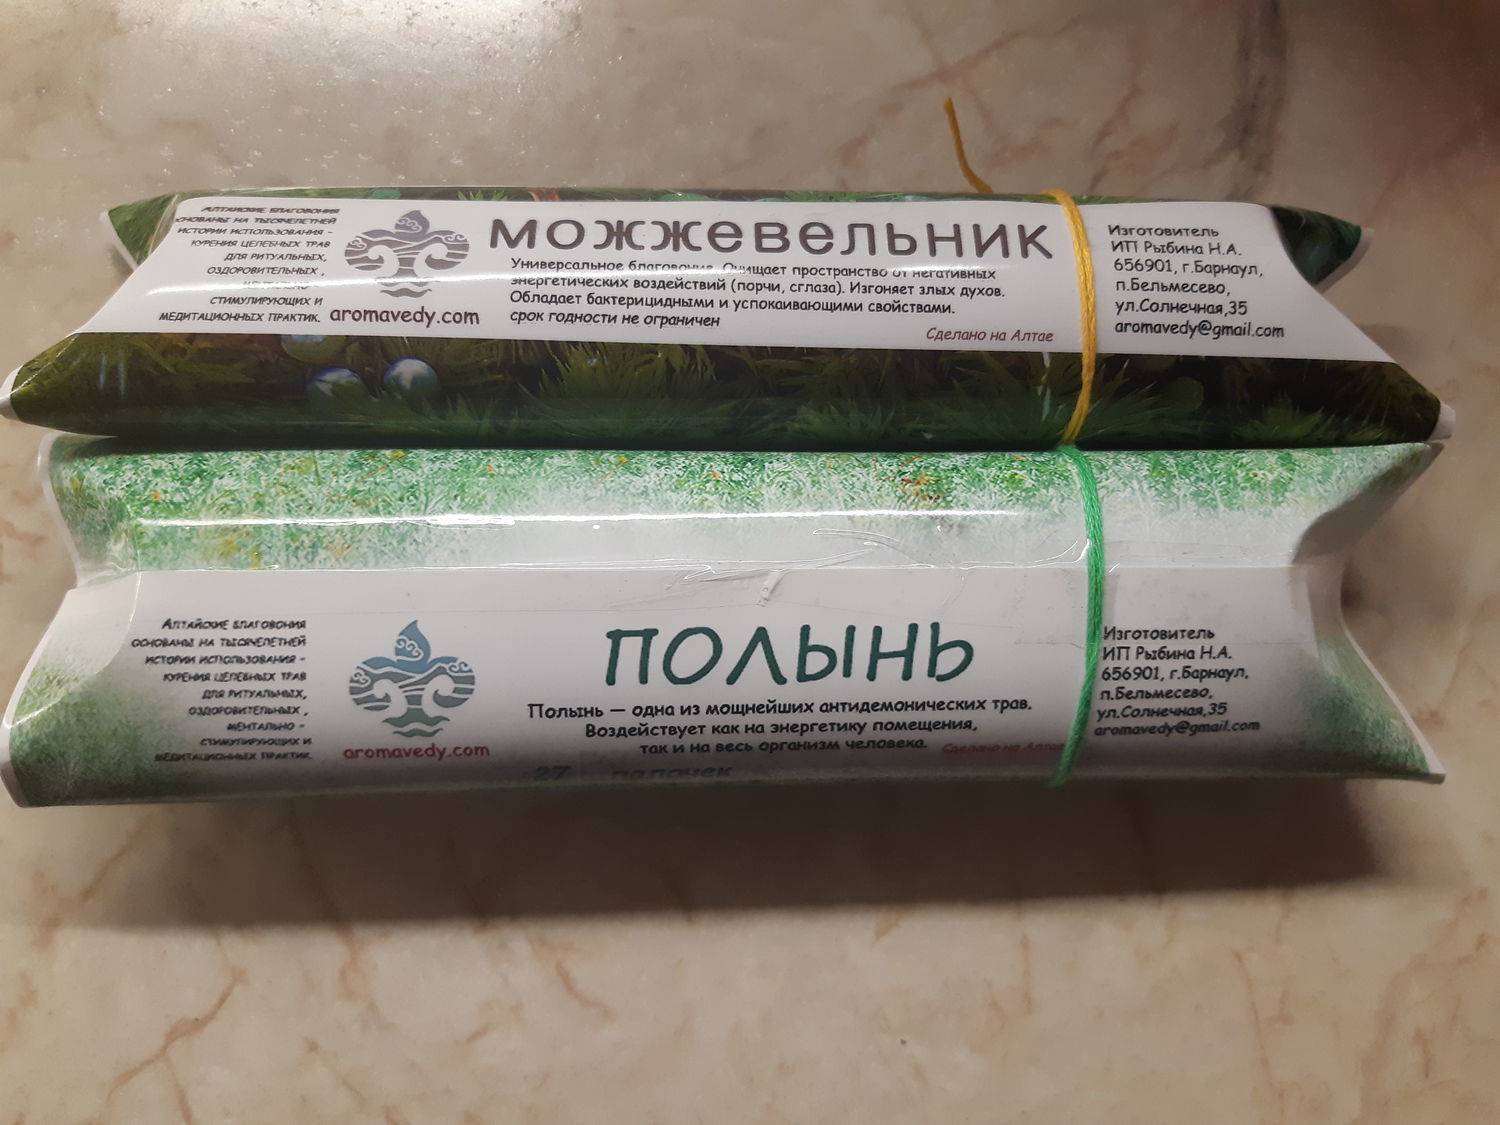 Алтайские благовония
основаны на тысячелетней
истории использования -
курения целебных трав
для ритуальных,
оздоровительных,
ментально -
стимулирующих и
медитационных практик.
aromavedy.com
можжевельник
Универсальное благовоние. Очищает пространство от негативных
энергетических воздействий (порчи, сглаза). Изгоняет злых духов.
Обладает бактерицидными и успокаивающими свойствами.
срок годности не ограничен
Сделано на Алтае
Изготовитель
ИП Рыбина Н.А.
656901, г.Барнаул,
п.Бельмесево,
ул.Солнечная,35
aromavedy@gmail.com
Алтайские благовония
основаны на тысячелетней
истории использования -
курения целебных трав
для ритуальных,
оздоровительных,
ментально -
стимулирующих и
медитационных практик.
aromavedy.com
ПОЛЫНЬ
Полынь — одна из мощнейших антидемонических трав.
Воздействует как на энергетику помещения,
так и на весь организм человека.
Сделано на Алтае
27 палочек
Изготовитель
ИП Рыбина Н.А.
656901, г.Барнаул,
п.Бельмесево,
ул.Солнечная,35
aromavedy@gmail.com